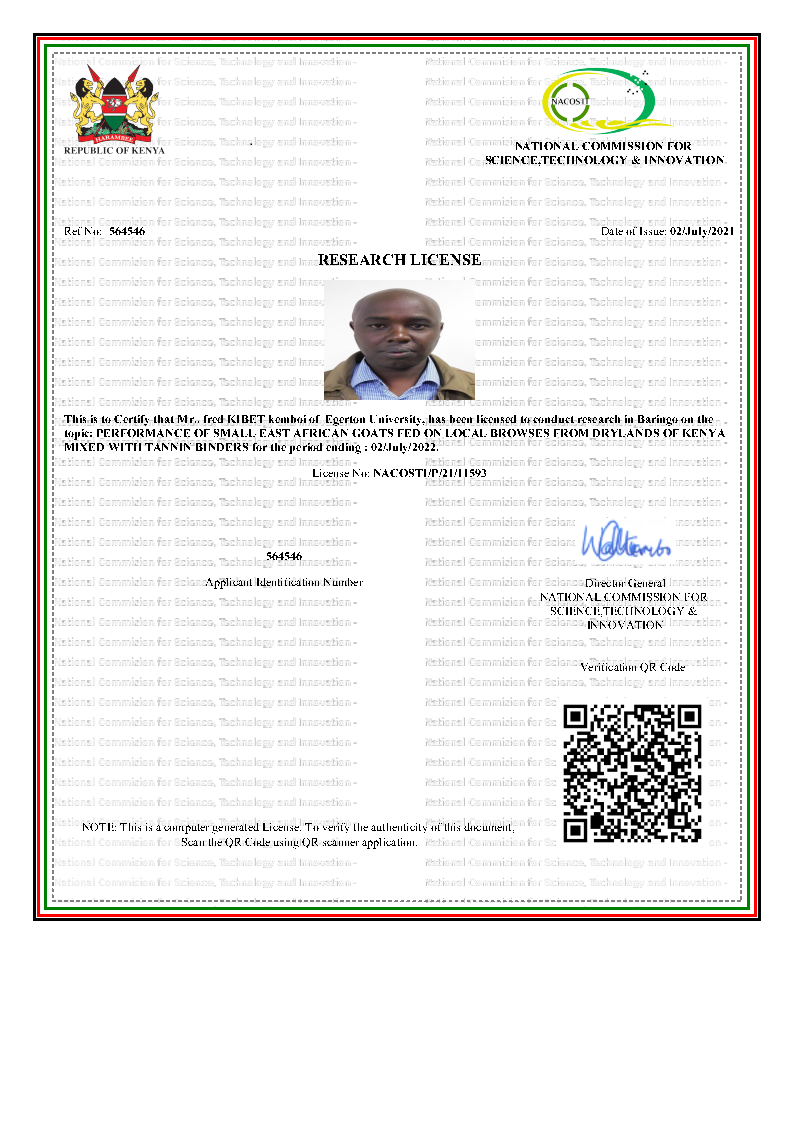 NACOSTI
HARAMBEE
REPUBLIC OF KENYA
NATIONAL COMMISSION FOR
SCIENCE,TECHNOLOGY & INNOVATION
Ref No: 564546
Date of Issue: 02/July/2021
RESEARCH LICENSE
This is to Certify that Mr.. fred KIBET kemboi of Egerton University, has been licensed to conduct research in Baringo on the
topic: PERFORMANCE OF SMALL EAST AFRICAN GOATS FED ON LOCAL BROWSES FROM DRYLANDS OF KENYA
MIXED WITH TANNIN BINDERS for the period ending : 02/July/2022.
License No: NACOSTI/P/21/11593
564546
Applicant Identification Number
Director General
NATIONAL COMMISSION FOR
SCIENCE,TECHNOLOGY &
INNOVATION
Verification QR Code
NOTE: This is a computer generated License. To verify the authenticity of this document,
Scan the QR Code using QR scanner application.